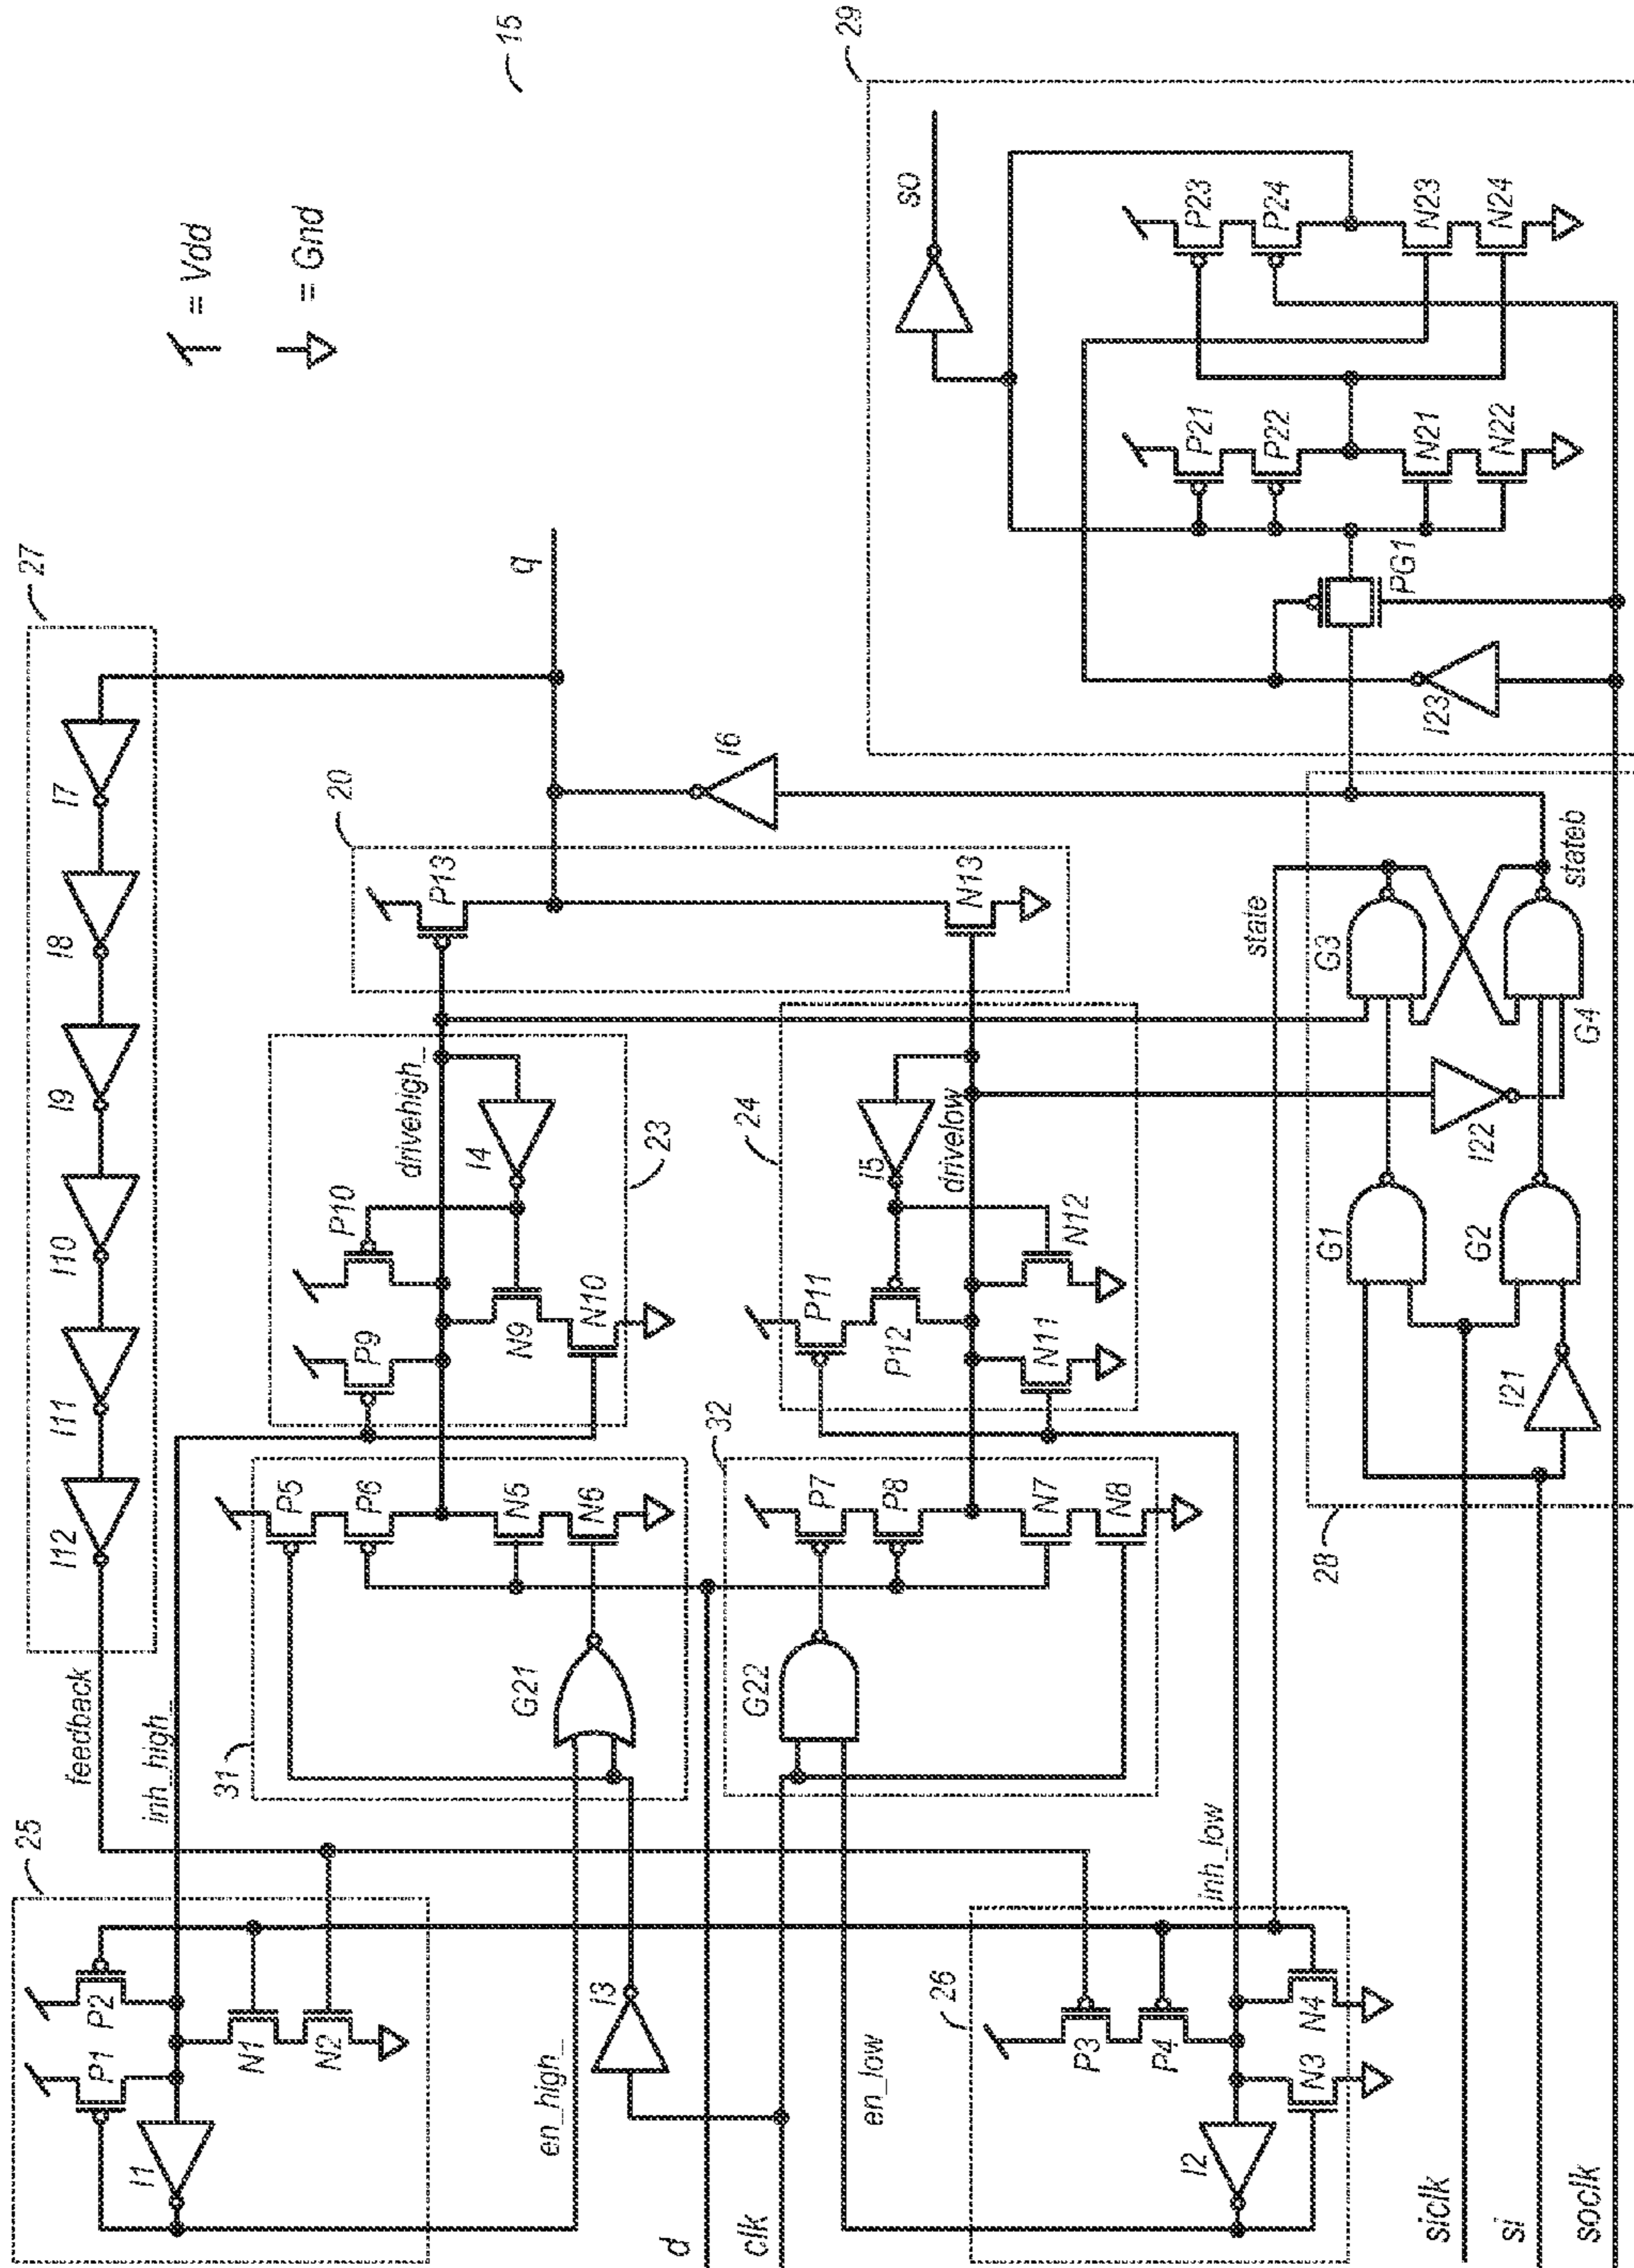 15
= Vdd
= Gnd
27
I12
I11
I10
I9
I8
I7
feedback
inh_high_
25
P1
P2
I1
N1
N2
en_high_
I3
d
clk
en_low
26
P3
P4
I2
N3
N4
inh_low
31
P5
P6
N5
N6
G21
32
P7
P8
N7
N8
G22
23
P9
P10
N9
N10
I4
drivehigh_
24
P11
P12
N11
N12
I5
drivelow
20
P13
N13
q
I6
28
siclk
si
soclk
I21
G1
G2
I22
G3
G4
state
stateb
29
I23
PG1
P21
P22
N21
N22
P23
P24
N23
N24
so